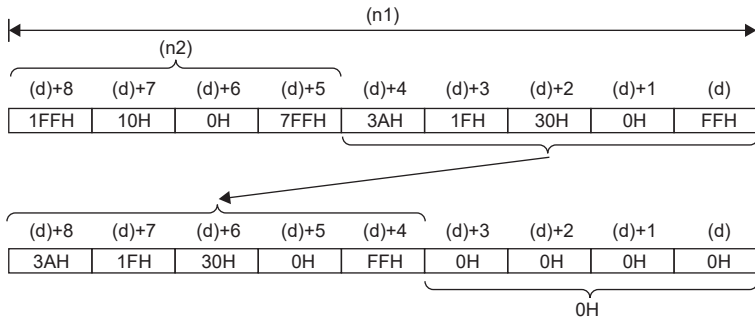 (n1)
(n2)
(d)+8 (d)+7 (d)+6 (d)+5 (d)+4 (d)+3 (d)+2 (d)+1 (d)
1FFH 10H 0H 7FFH 3AH 1FH 30H 0H FFH
(d)+8 (d)+7 (d)+6 (d)+5 (d)+4 (d)+3 (d)+2 (d)+1 (d)
3AH 1FH 30H 0H FFH 0H 0H 0H 0H
0H